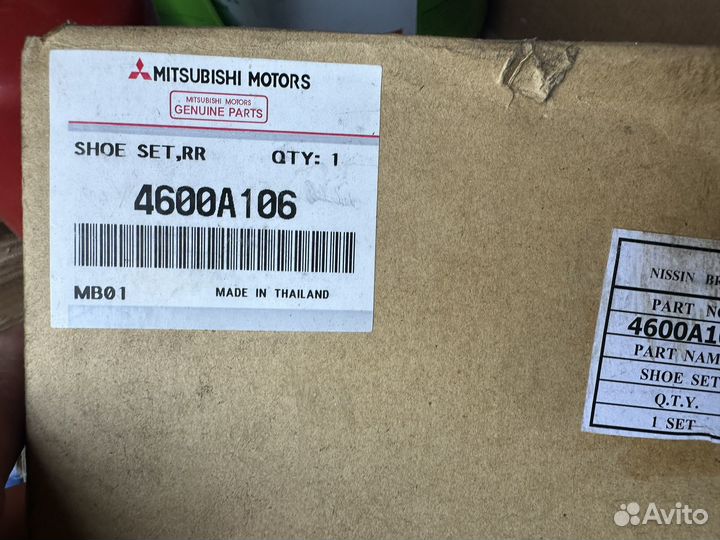 MITSUBISHI MOTORS
MITSUBISHI MOTORS
GENUINE PARTS
SHOE SET,RR QTY: 1
4600A106
MB01 MADE IN THAILAND
NISSIN
PART
4600A1
PART
SHOE SET
Q.T.Y.
1 SET
Avito